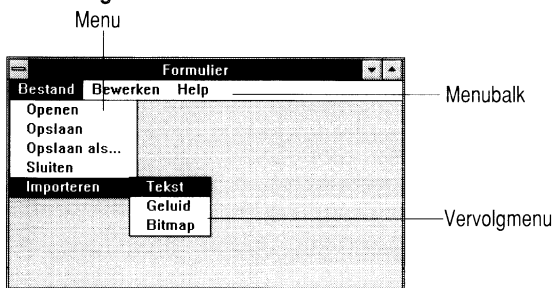 Menu
Formulier
Bestand Bewerken Help
Menubalk
Openen
Opslaan
Opslaan als...
Sluiten
Importeren Tekst
Geluid
Vervolgmenu
Bitmap